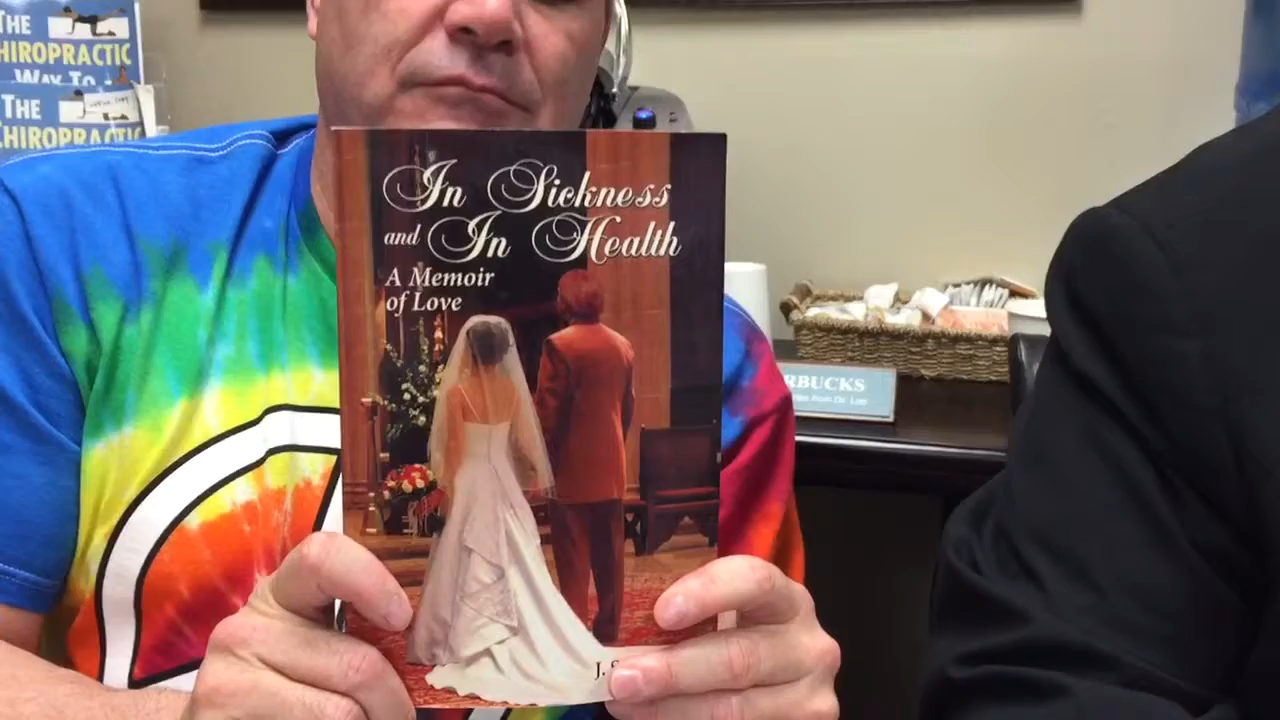 THE
CHIROPRACTIC
WAY TO
THE
CHIROPRACTIC
In Sickness
and In Health
A Memoir
of Love
J. S
RBUCKS